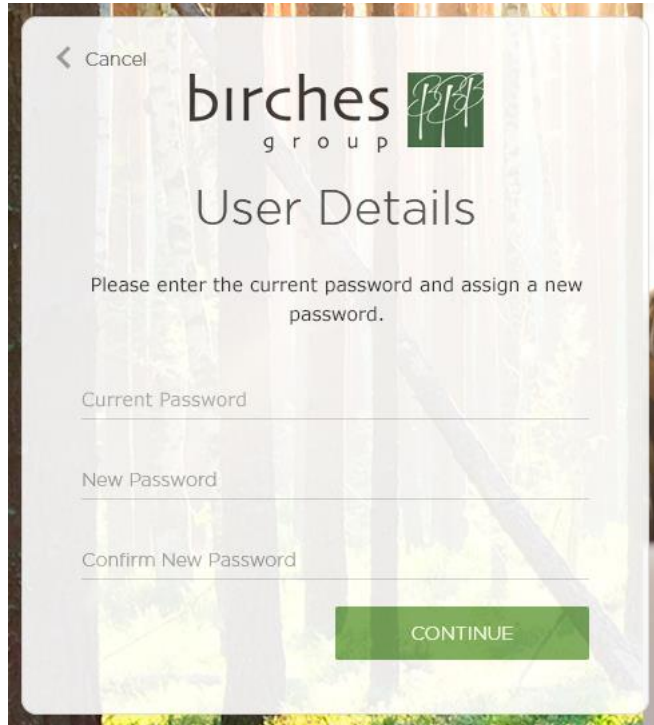 Cancel
bırches
group
User Details
Please enter the current password and assign a new
password.
Current Password
New Password
Confirm New Password
CONTINUE